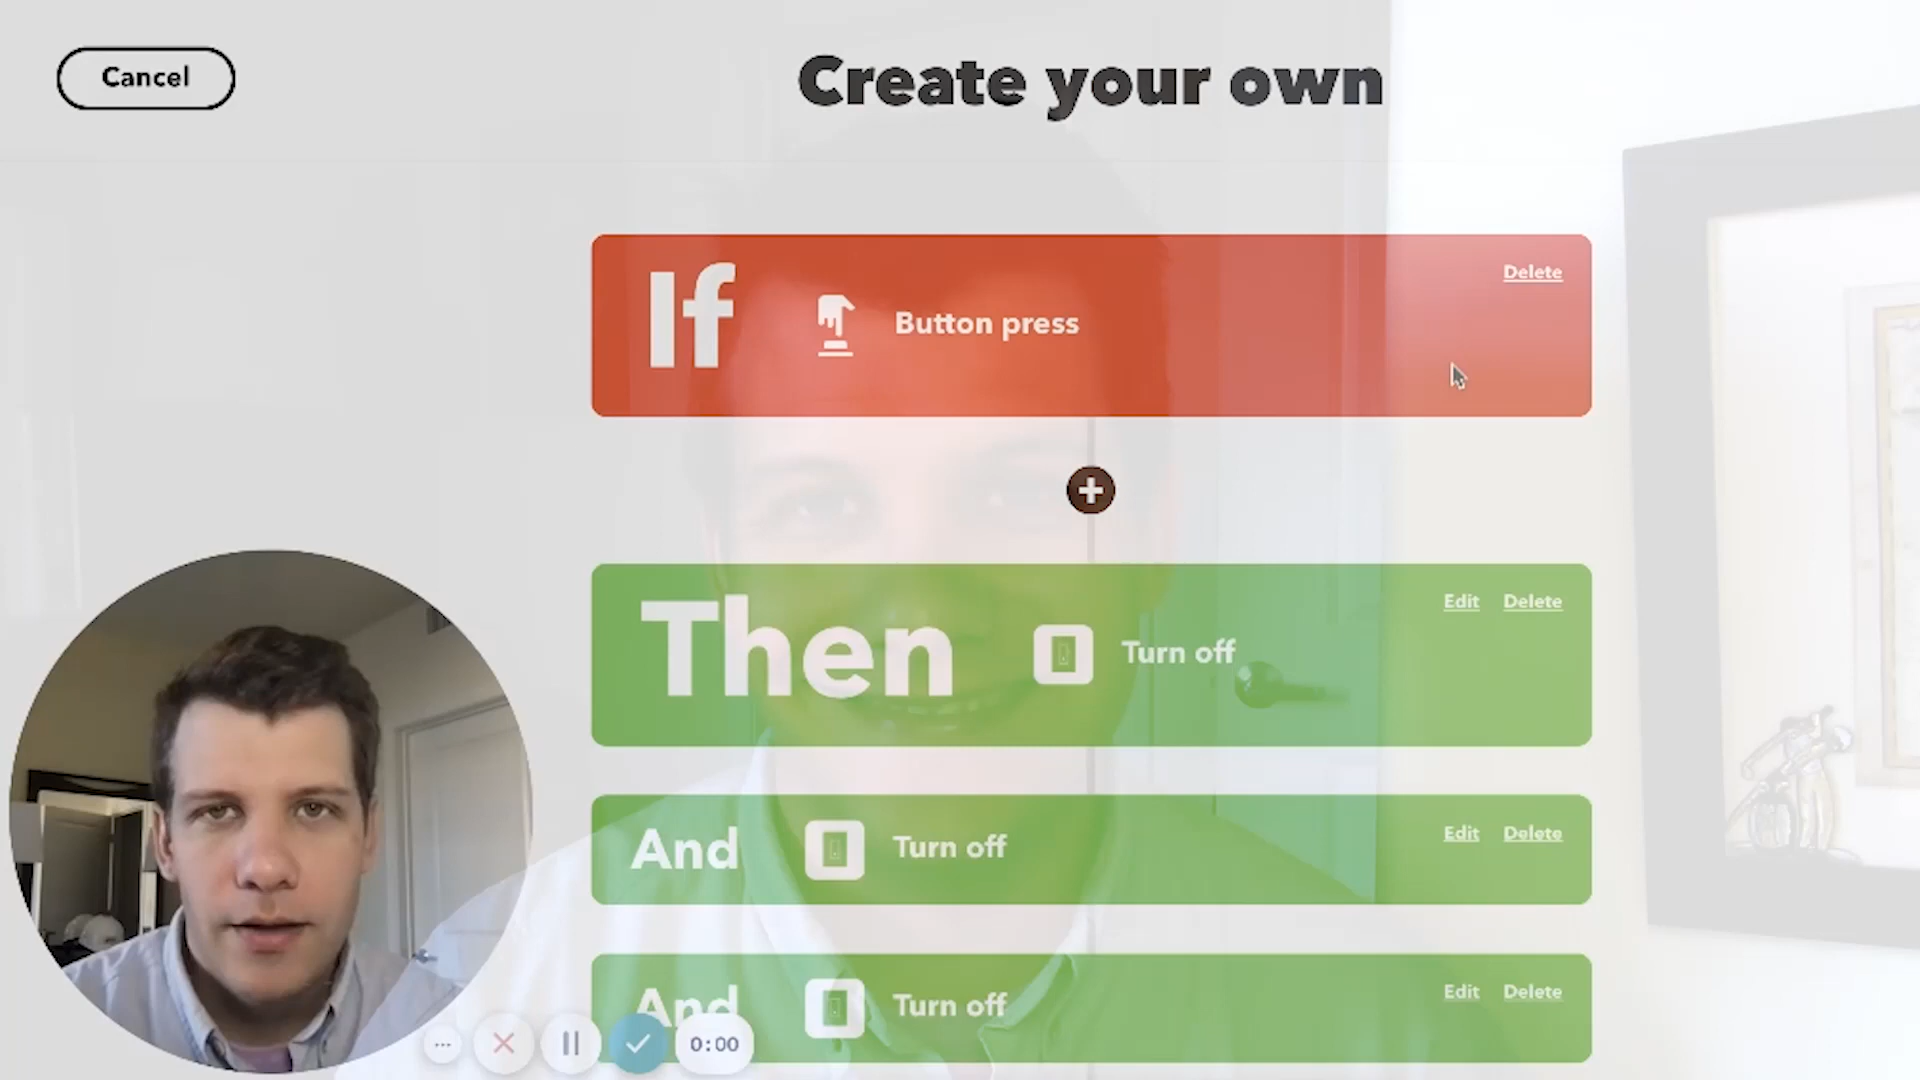 Cancel
Create your own
If
Button press
Delete
Then
Turn off
Edit Delete
And
Turn off
Edit Delete
And
Turn off
Edit Delete
0:00